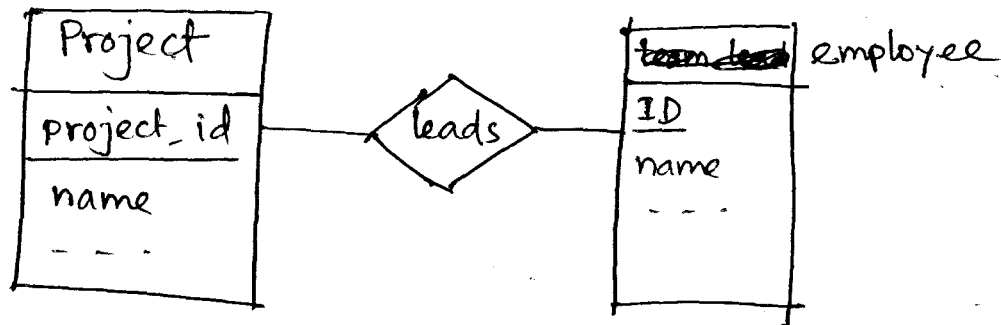 Project
project_id
name
- - -
leads
employee
ID
name
- - -